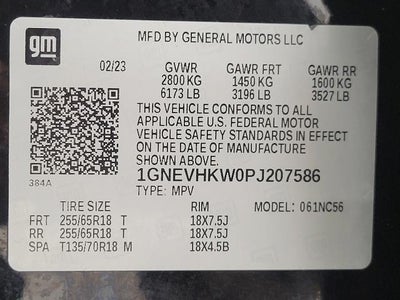 gm
MFD BY GENERAL MOTORS LLC
02/23 GVWR GAWR FRT GAWR RR
2800 KG 1450 KG 1600 KG
6173 LB 3196 LB 3527 LB
THIS VEHICLE CONFORMS TO ALL
APPLICABLE U.S. FEDERAL MOTOR
VEHICLE SAFETY STANDARDS IN EFFECT
ON THE DATE OF MANUFACTURE
SHOWN ABOVE.
384A
1GNEVHKW0PJ207586
TYPE: MPV
TIRE SIZE RIM MODEL: 061NC56
FRT 255/65R18 T 18X7.5J
RR 255/65R18 T 18X7.5J
SPA T135/70R18 M 18X4.5B